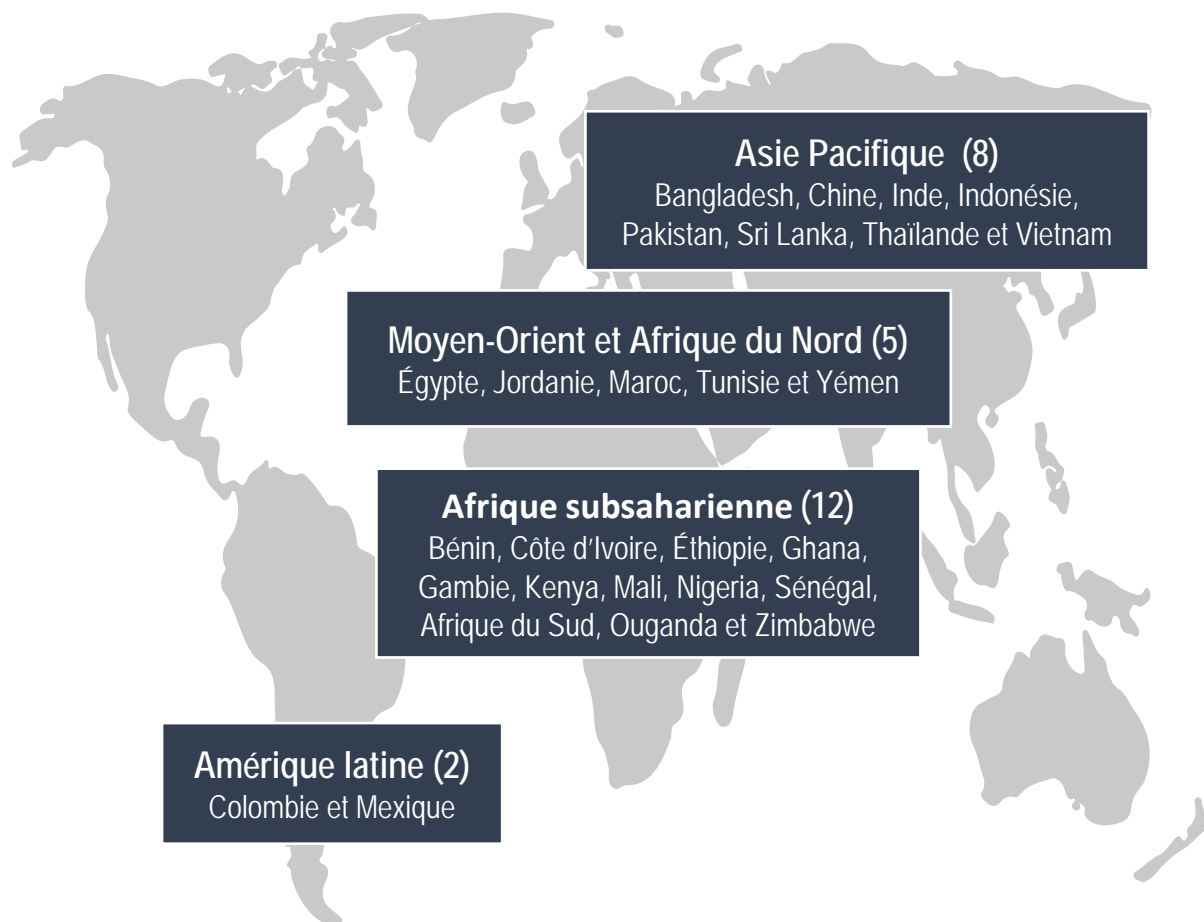 Asie Pacifique (8)
Bangladesh, Chine, Inde, Indonésie,
Pakistan, Sri Lanka, Thaïlande et Vietnam
Moyen-Orient et Afrique du Nord (5)
Égypte, Jordanie, Maroc, Tunisie et Yémen
Afrique subsaharienne (12)
Bénin, Côte d’Ivoire, Éthiopie, Ghana,
Gambie, Kenya, Mali, Nigeria, Sénégal,
Afrique du Sud, Ouganda et Zimbabwe
Amérique latine (2)
Colombie et Mexique